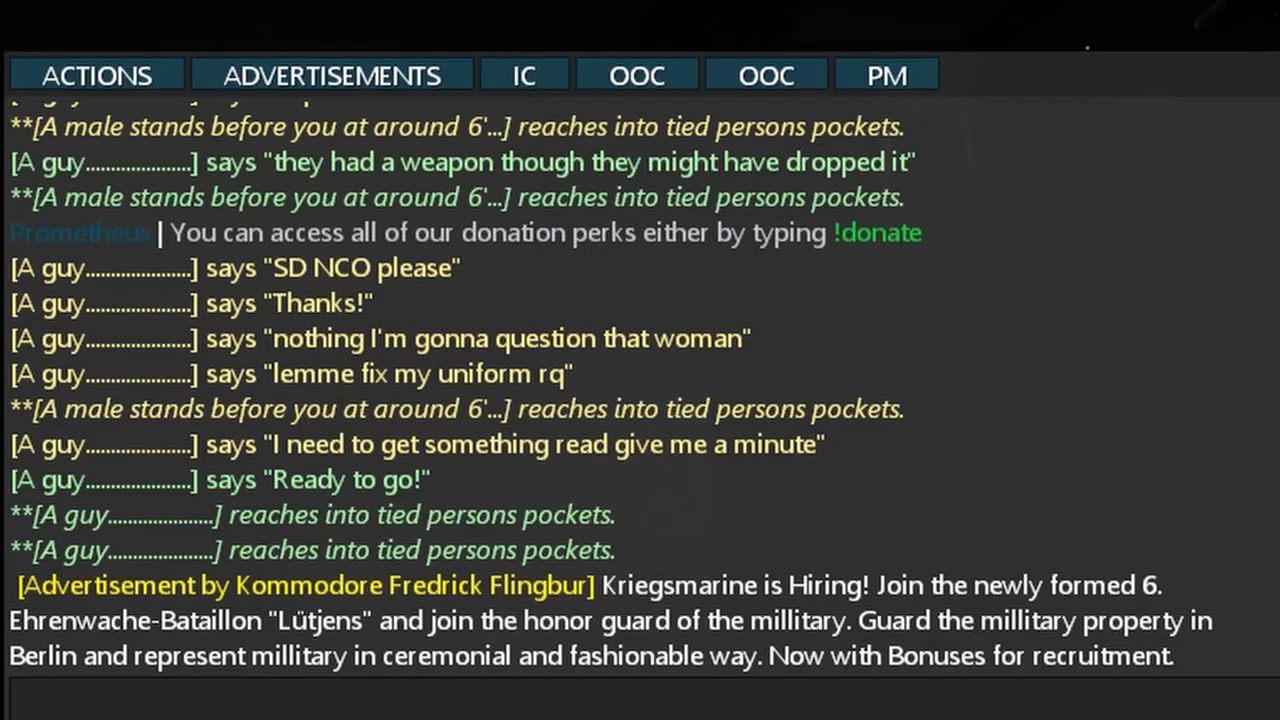 ACTIONS ADVERTISEMENTS IC OOC OOC PM
**[A male stands before you at around 6'...] reaches into tied persons pockets.
[A guy....................] says "they had a weapon though they might have dropped it"
**[A male stands before you at around 6'...] reaches into tied persons pockets.
Prometheus | You can access all of our donation perks either by typing !donate
[A guy....................] says "SD NCO please"
[A guy....................] says "Thanks!"
[A guy....................] says "nothing I'm gonna question that woman"
[A guy....................] says "lemme fix my uniform rq"
**[A male stands before you at around 6'...] reaches into tied persons pockets.
[A guy....................] says "I need to get something read give me a minute"
[A guy....................] says "Ready to go!"
**[A guy....................] reaches into tied persons pockets.
**[A guy....................] reaches into tied persons pockets.
[Advertisement by Kommodore Fredrick Flingbur] Kriegsmarine is Hiring! Join the newly formed 6.
Ehrenwache-Bataillon "Lütjens" and join the honor guard of the millitary. Guard the millitary property in
Berlin and represent millitary in ceremonial and fashionable way. Now with Bonuses for recruitment.